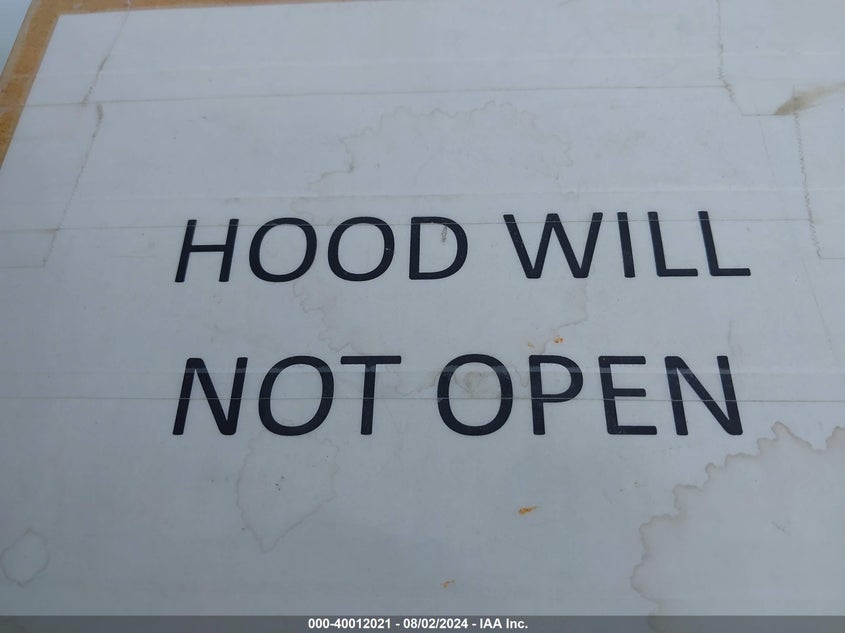 HOOD WILL
NOT OPEN
000-40012021 - 08/02/2024 - IAA Inc.